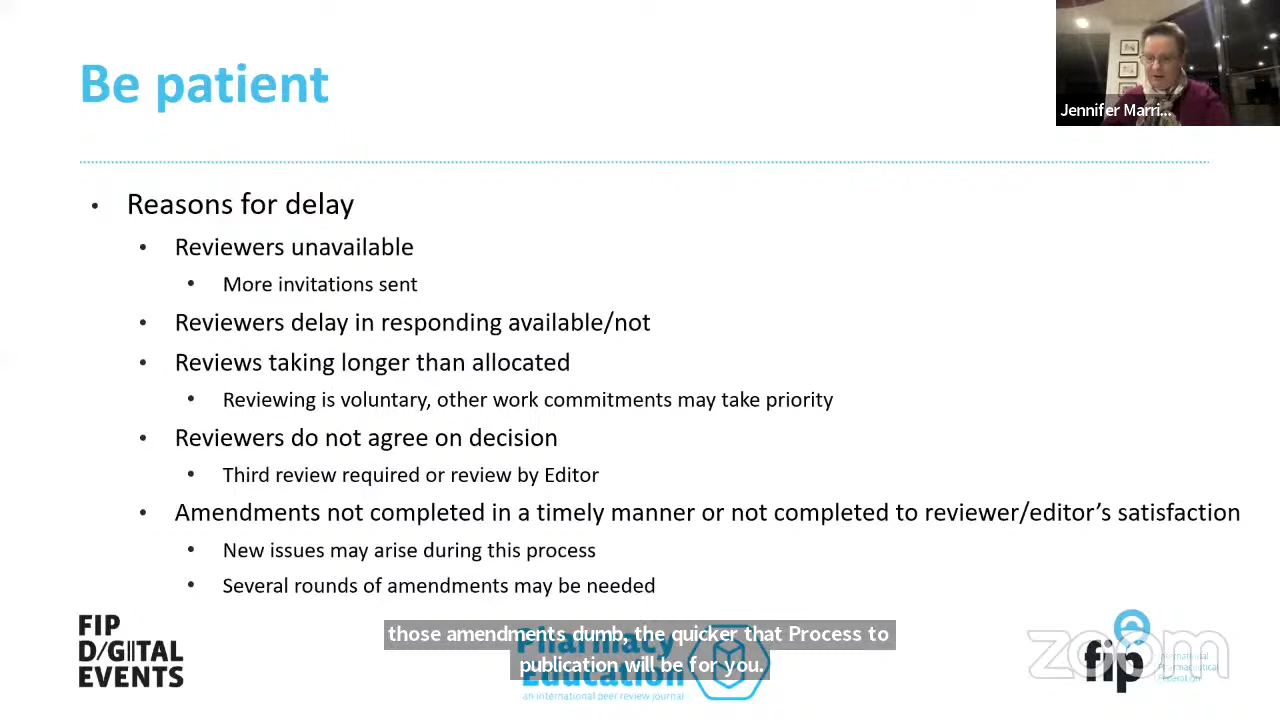 Be patient
Jennifer Marri...
• Reasons for delay
• Reviewers unavailable
• More invitations sent
• Reviewers delay in responding available/not
• Reviews taking longer than allocated
• Reviewing is voluntary, other work commitments may take priority
• Reviewers do not agree on decision
• Third review required or review by Editor
• Amendments not completed in a timely manner or not completed to reviewer/editor’s satisfaction
• New issues may arise during this process
• Several rounds of amendments may be needed
FIP
D/GITAL
EVENTS
those amendments dumb, the quicker that Process to
publication will be for you.
Pharmacy
Education
an international peer review journal
fip
International
Pharmaceutical
Federation
zoom